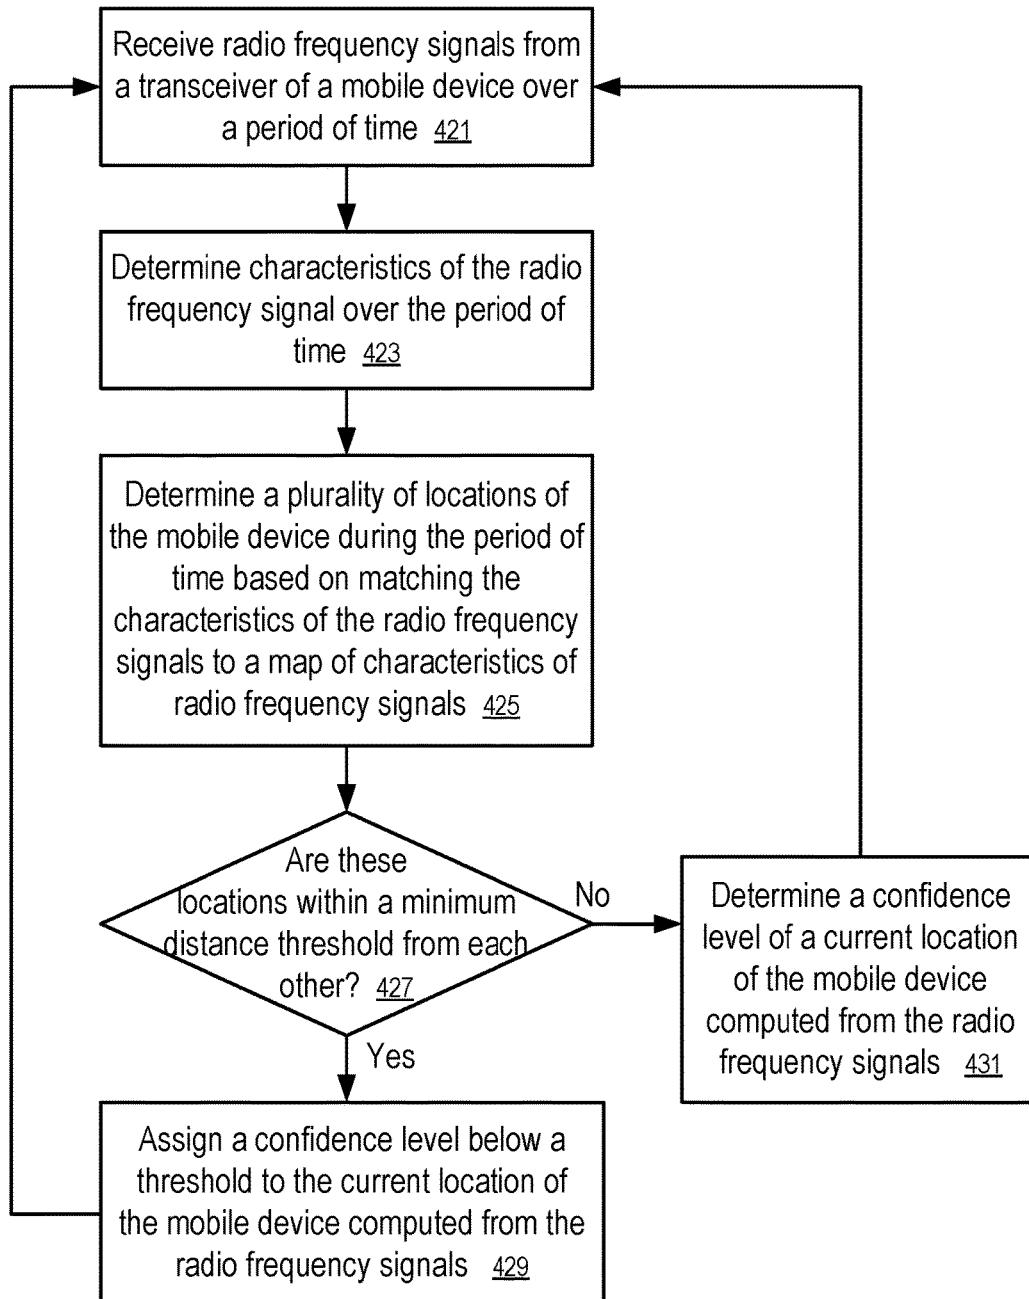 Receive radio frequency signals from
a transceiver of a mobile device over
a period of time 421
Determine characteristics of the radio
frequency signal over the period of
time 423
Determine a plurality of locations of
the mobile device during the period of
time based on matching the
characteristics of the radio frequency
signals to a map of characteristics of
radio frequency signals 425
Are these
locations within a minimum
distance threshold from each
other? 427
No
Determine a confidence
level of a current location
of the mobile device
computed from the radio
frequency signals 431
Yes
Assign a confidence level below a
threshold to the current location of
the mobile device computed from the
radio frequency signals 429